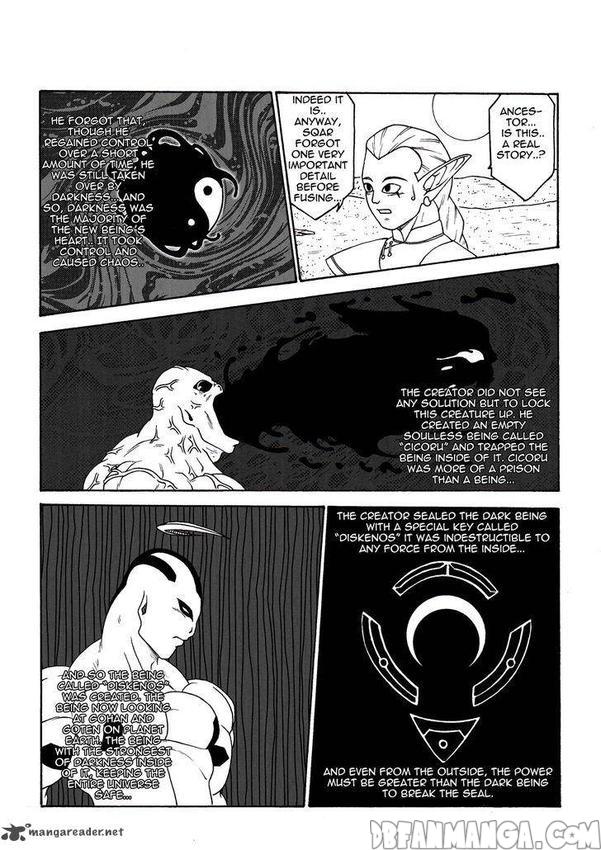 HE FORGOT THAT,
THOUGH HE
REGAINED CONTROL
OVER A SHORT
AMOUNT OF TIME, HE
WAS STILL TAKEN
OVER BY
DARKNESS.. AND
SO, DARKNESS WAS
THE MAJORITY OF
THE NEW BEING'S
HEART.. IT TOOK
CONTROL AND
CAUSED CHAOS..
INDEED IT
IS..
ANYWAY,
SQAR
FORGOT
ONE VERY
IMPORTANT
DETAIL
BEFORE
FUSING...
ANCES-
TOR...
IS THIS..
A REAL
STORY..?
THE CREATOR DID NOT SEE
ANY SOLUTION BUT TO LOCK
THIS CREATURE UP. HE
CREATED AN EMPTY
SOULLESS BEING CALLED
"CICORU" AND TRAPPED THE
BEING INSIDE OF IT. CICORU
WAS MORE OF A PRISON
THAN A BEING...
AND SO THE BEING
CALLED "DISKENOS"
WAS CREATED, THE
BEING NOW LOOKING
AT GOHAN AND
GOTEN ON PLANET
EARTH. THE BEING
WITH THE STRONGEST
OF DARKNESS INSIDE
OF IT, KEEPING THE
ENTIRE UNIVERSE
SAFE...
THE CREATOR SEALED THE DARK BEING
WITH A SPECIAL KEY CALLED
"DISKENOS" IT WAS INDESTRUCTIBLE TO
ANY FORCE FROM THE INSIDE...
AND EVEN FROM THE OUTSIDE, THE POWER
MUST BE GREATER THAN THE DARK BEING
TO BREAK THE SEAL.
mangareader.net
DBFANMANGA.COM